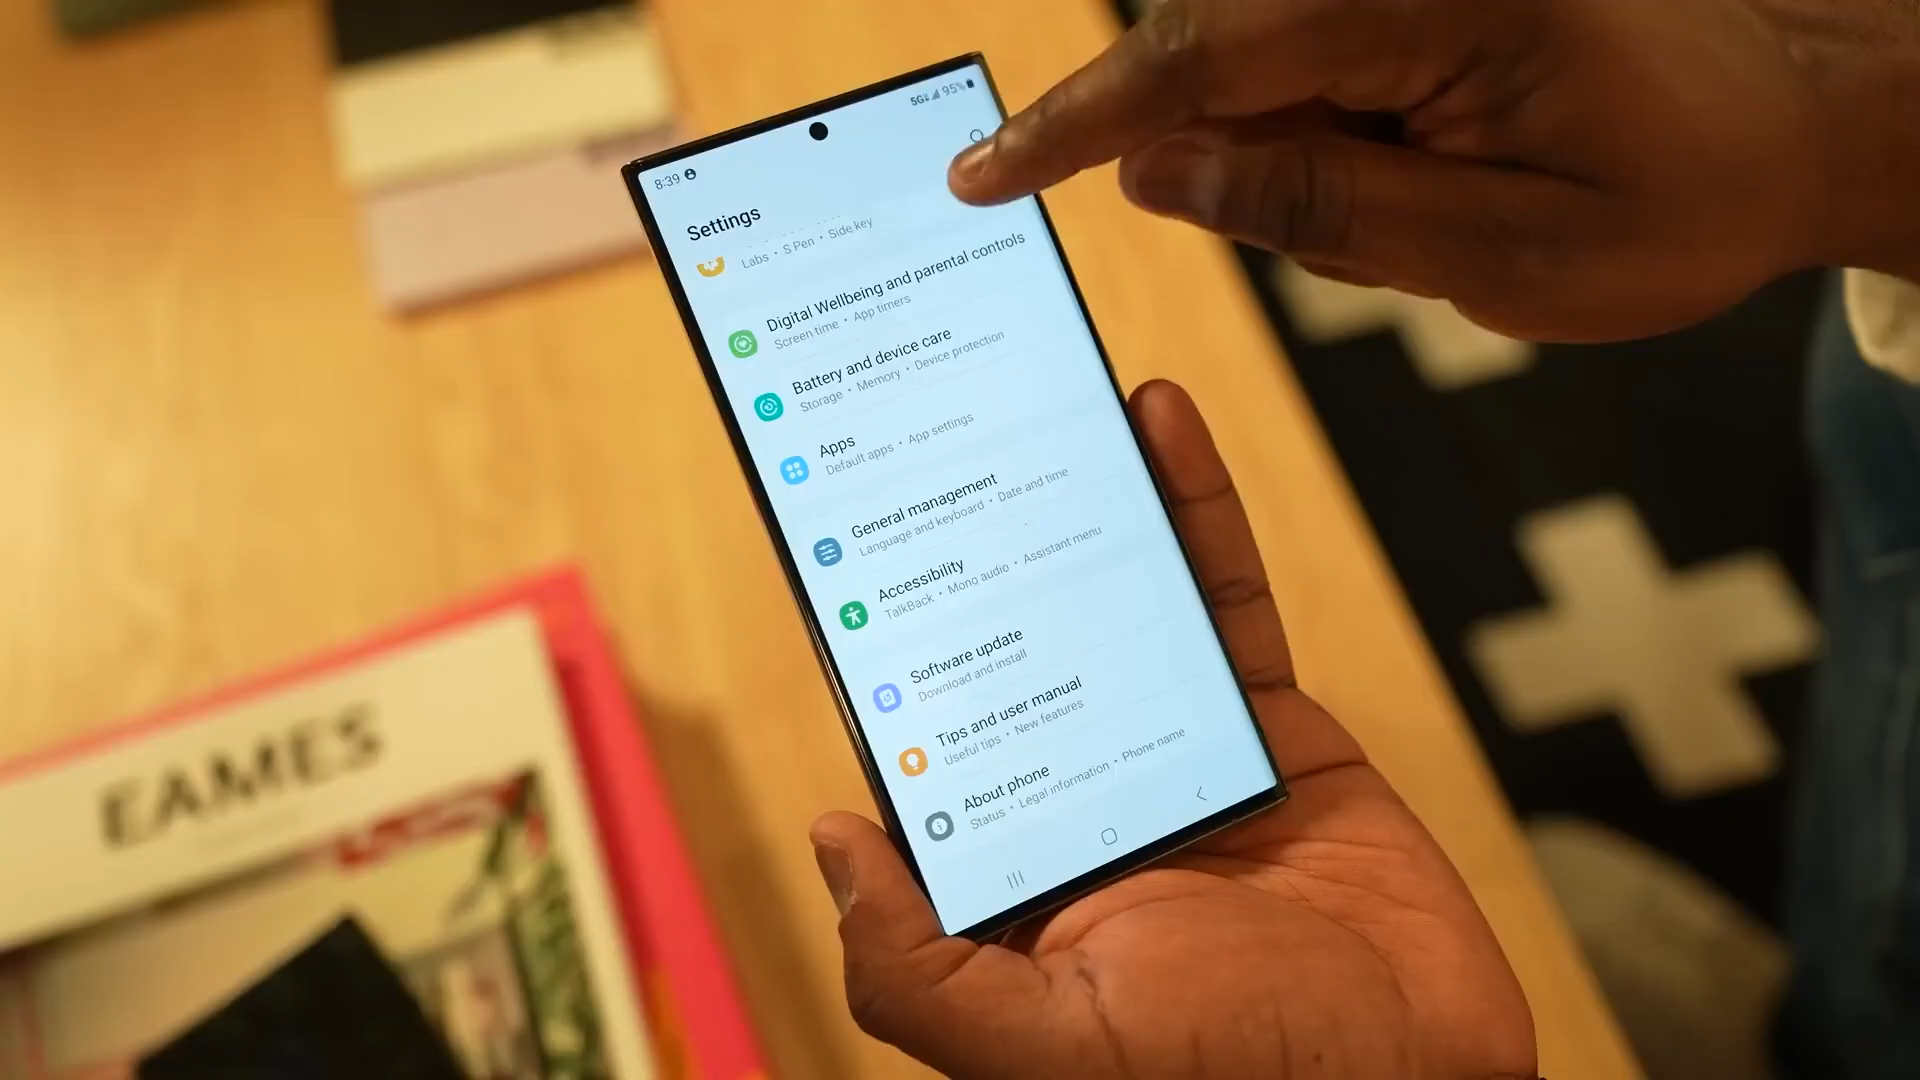 5G 95%
8:39
Settings
Labs • S Pen • Side key
Digital Wellbeing and parental controls
Screen time • App timers
Battery and device care
Storage • Memory • Device protection
Apps
Default apps • App settings
General management
Language and keyboard • Date and time
Accessibility
TalkBack • Mono audio • Assistant menu
Software update
Download and install
Tips and user manual
Useful tips • New features
About phone
Status • Legal information • Phone name
EAMES